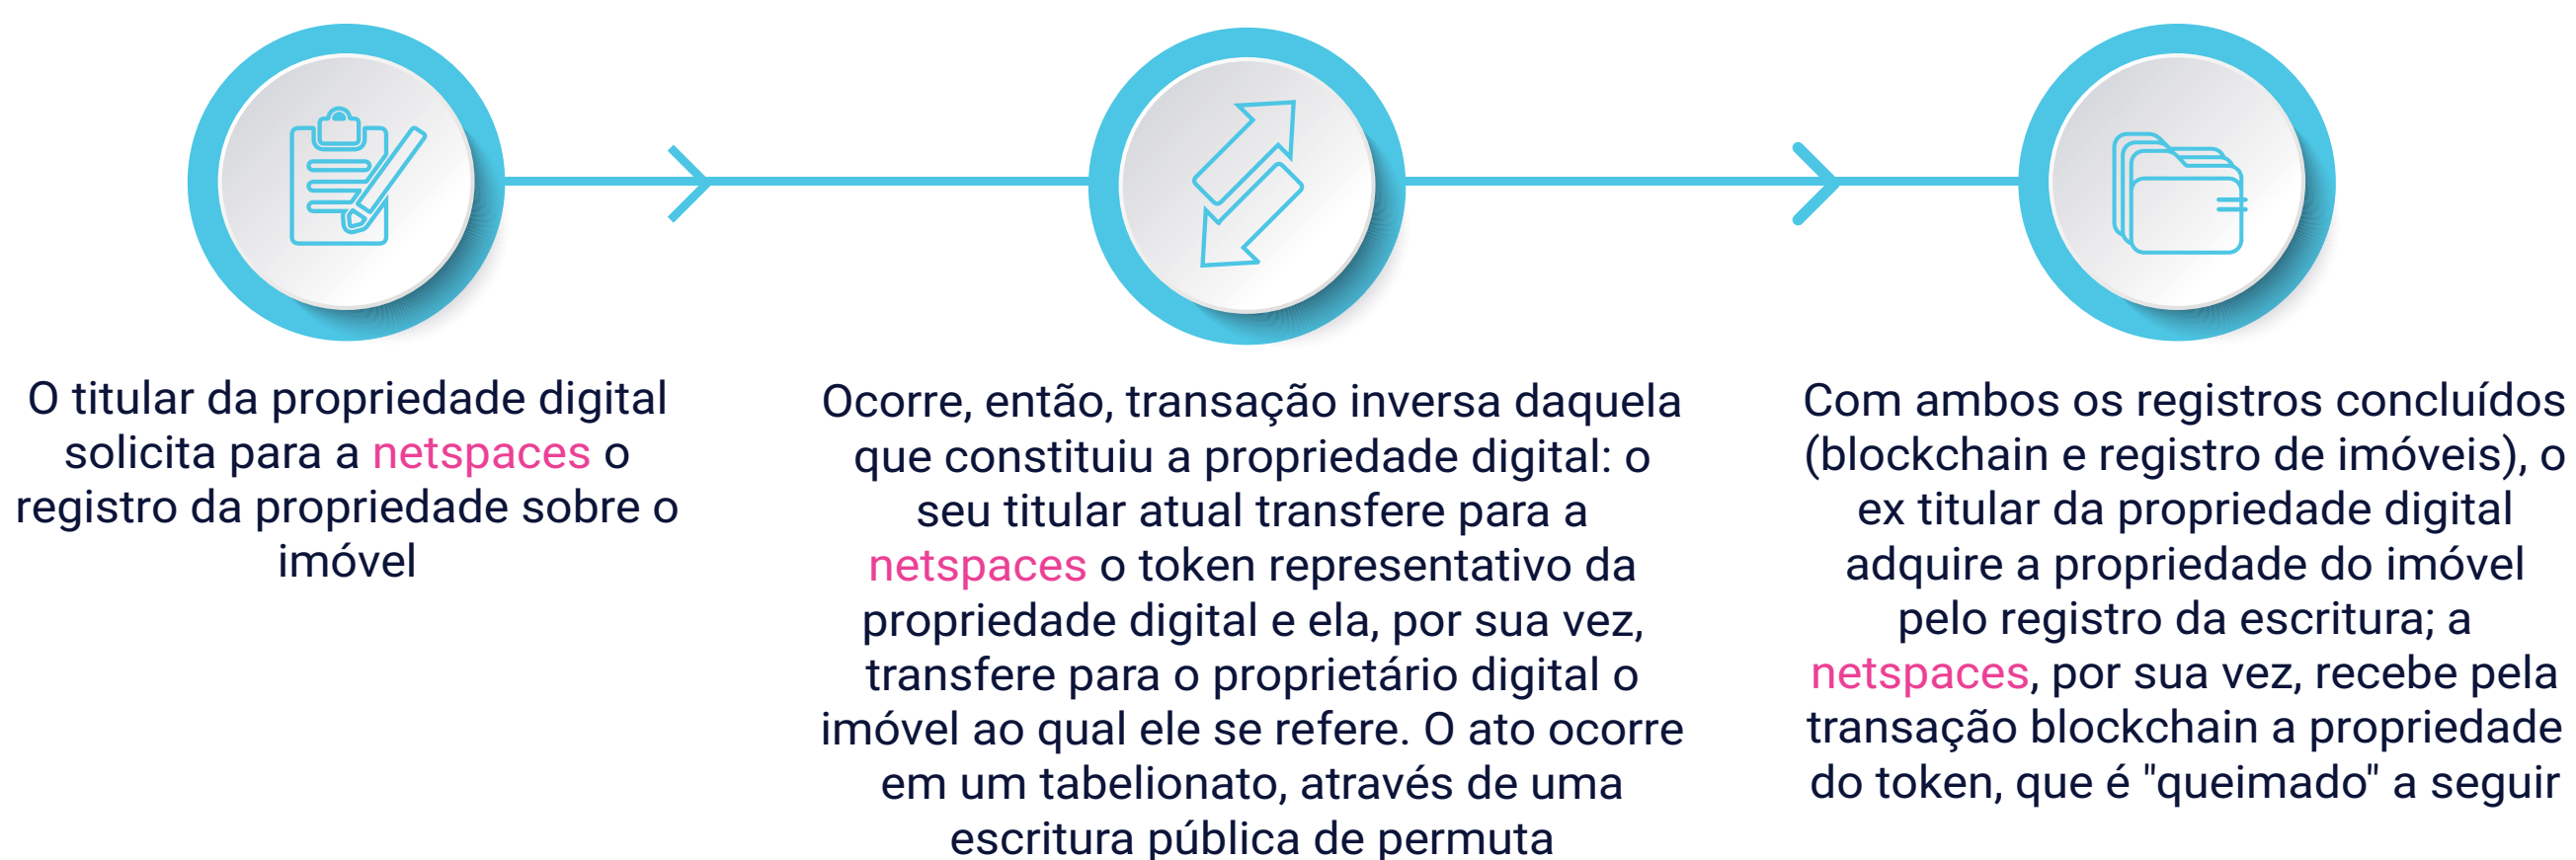 O titular da propriedade digital
solicita para a netspaces o
registro da propriedade sobre o
imóvel
Ocorre, então, transação inversa daquela
que constituiu a propriedade digital: o
seu titular atual transfere para a
netspaces o token representativo da
propriedade digital e ela, por sua vez,
transfere para o proprietário digital o
imóvel ao qual ele se refere. O ato ocorre
em um tabelionato, através de uma
escritura pública de permuta
Com ambos os registros concluídos
(blockchain e registro de imóveis), o
ex titular da propriedade digital
adquire a propriedade do imóvel
pelo registro da escritura; a
netspaces, por sua vez, recebe pela
transação blockchain a propriedade
do token, que é "queimado" a seguir